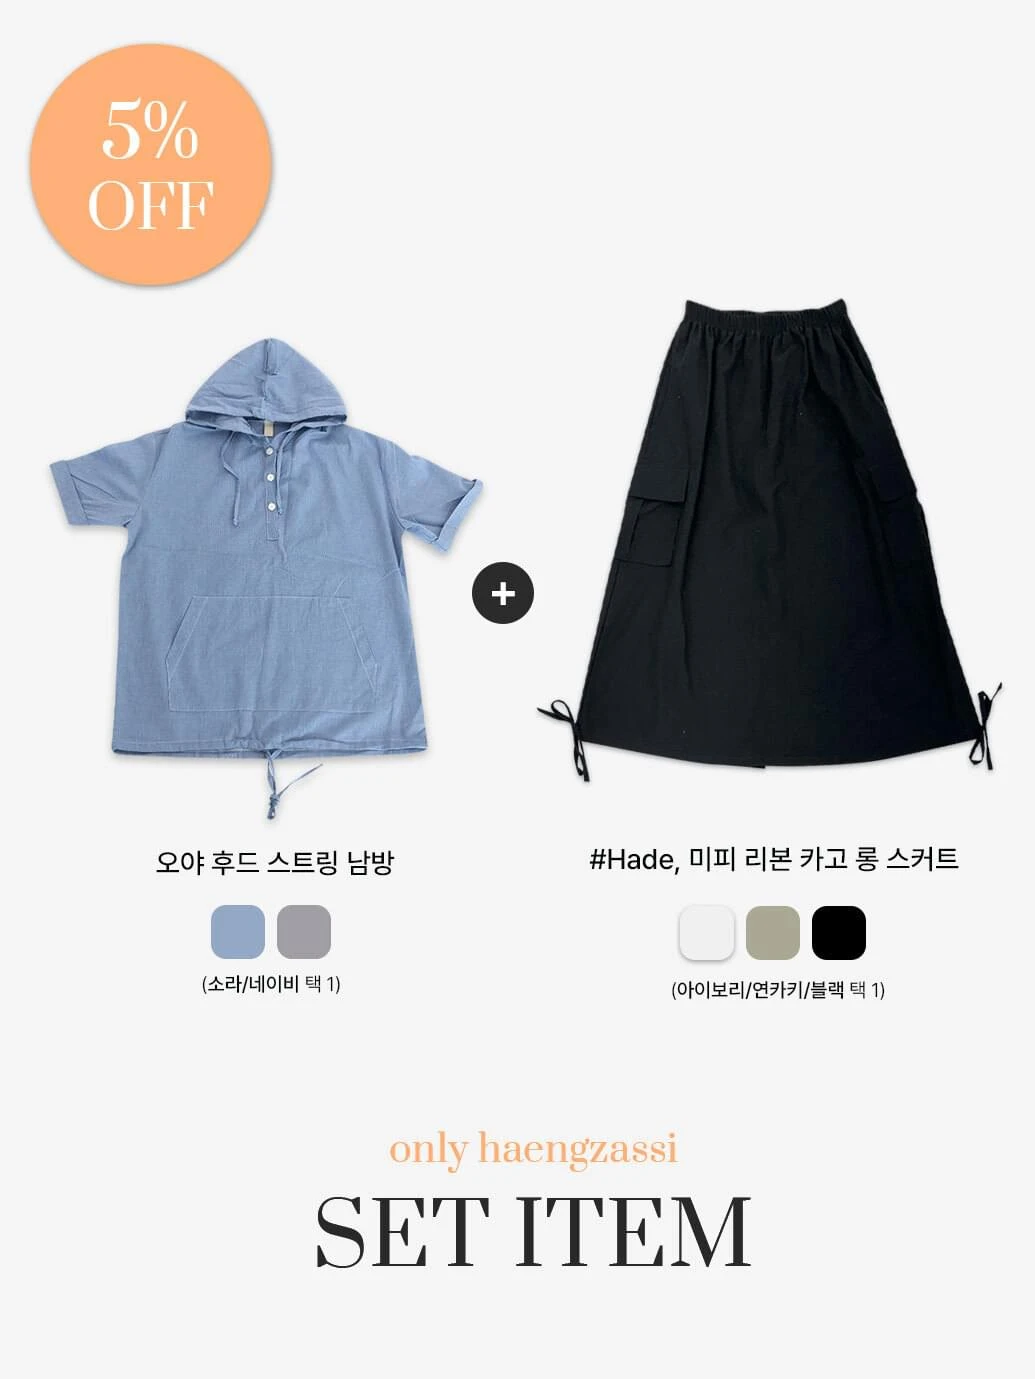 5%
OFF
오야 후드 스트링 남방
(소라/네이비 택 1)
#Hade, 미피 리본 카고 롱 스커트
(아이보리/연카키/블랙 택 1)
only haengzassi
SET ITEM